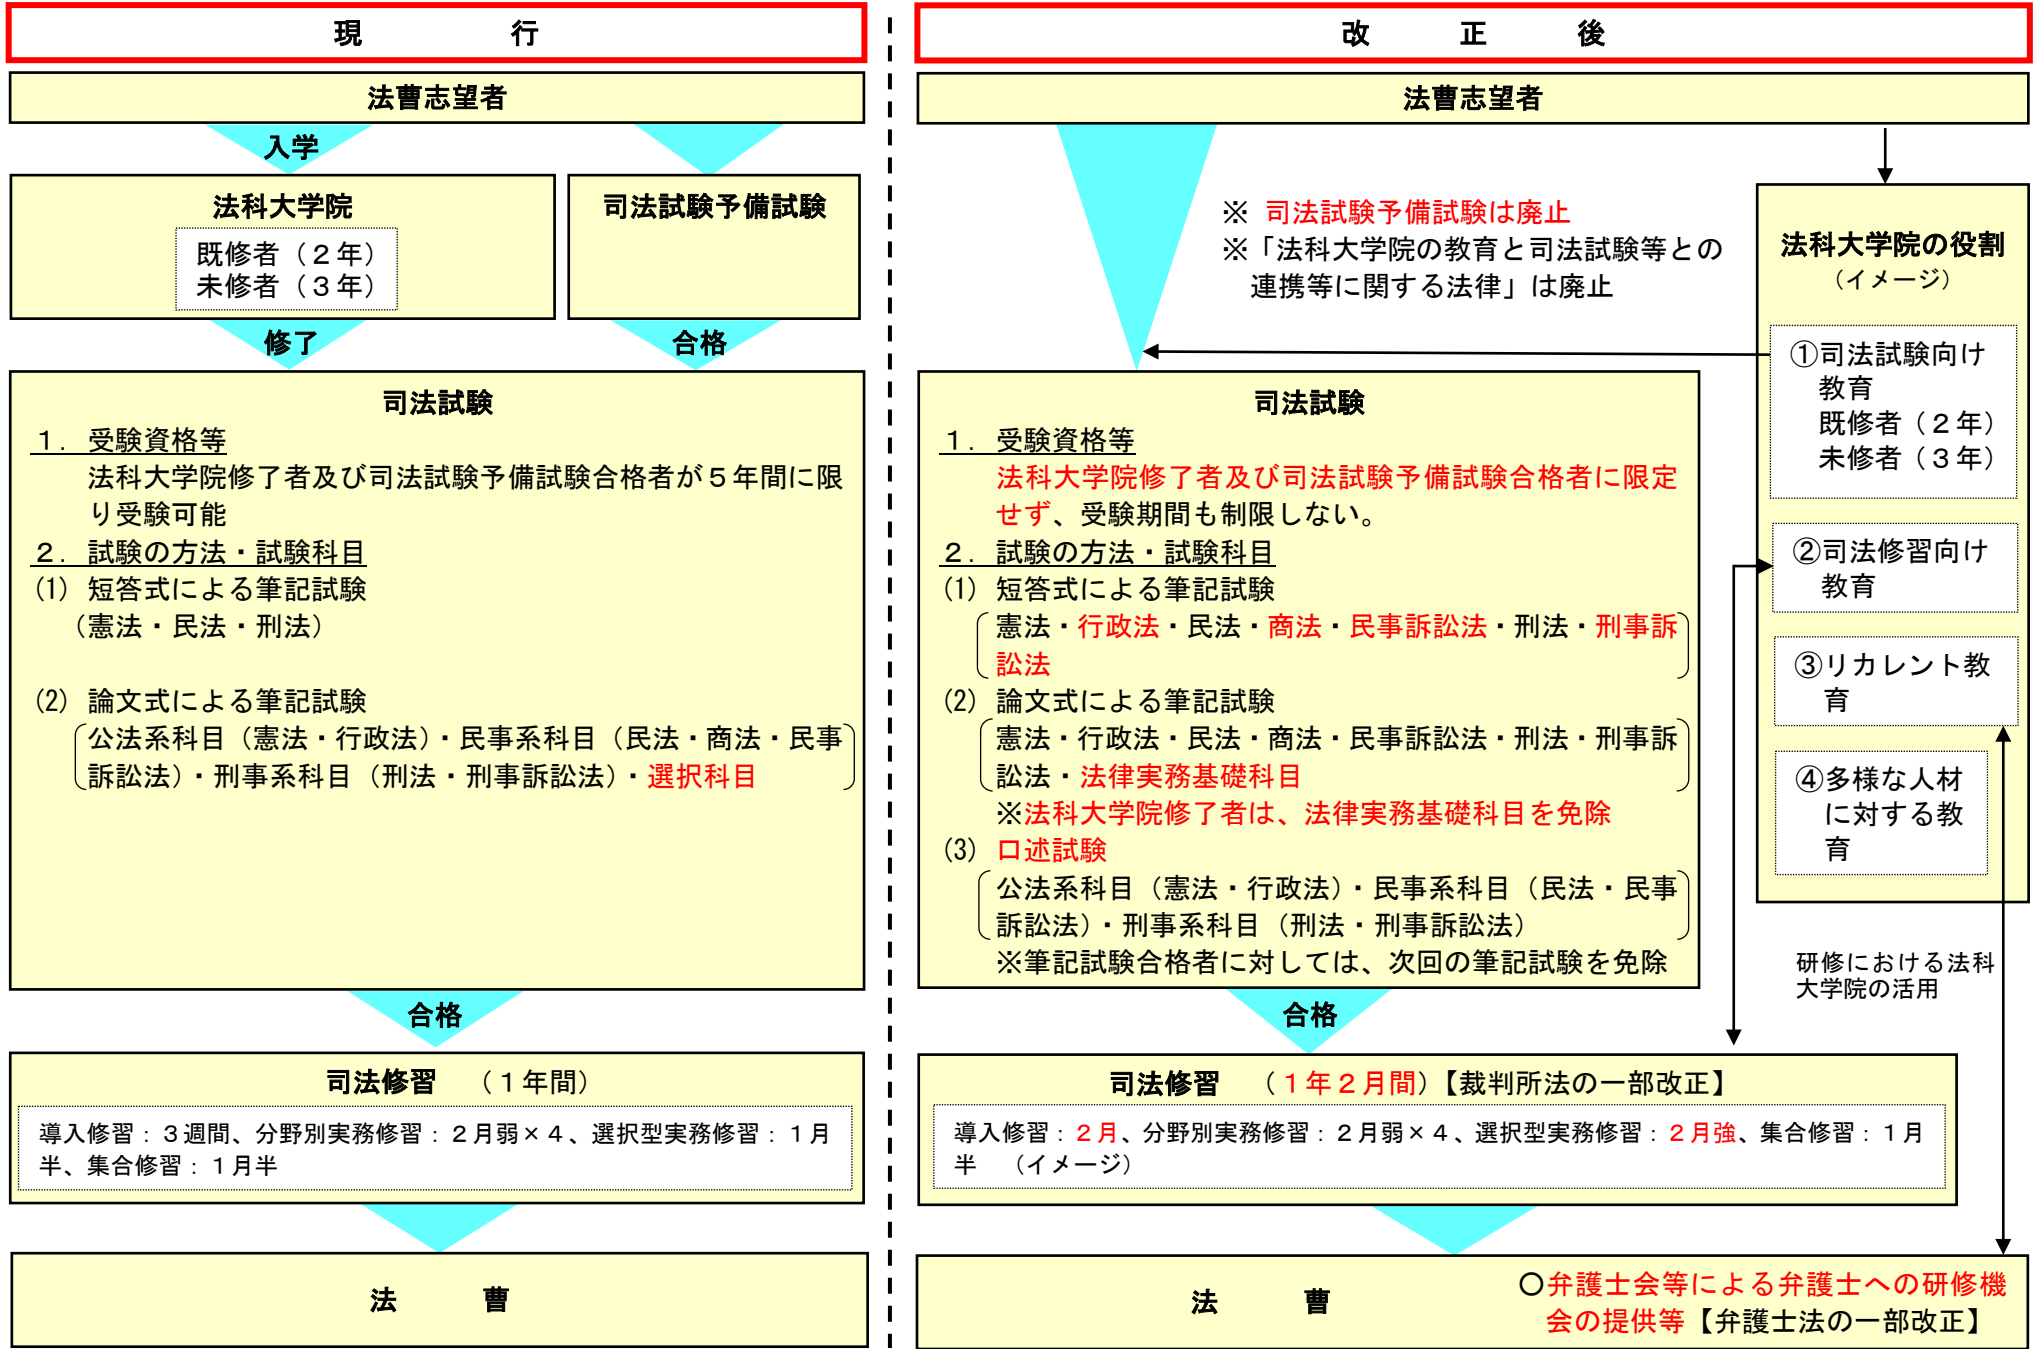 現　行
法曹志望者
入学
法科大学院
既修者（２年）
未修者（３年）
司法試験予備試験
修了
合格
司法試験
１．受験資格等
法科大学院修了者及び司法試験予備試験合格者が５年間に限
り受験可能
２．試験の方法・試験科目
(1) 短答式による筆記試験
（憲法・民法・刑法）
(2) 論文式による筆記試験
公法系科目（憲法・行政法）・民事系科目（民法・商法・民事
訴訟法）・刑事系科目（刑法・刑事訴訟法）・選択科目
合格
司法修習　（１年間）
導入修習：３週間、分野別実務修習：２月弱×４、選択型実務修習：１月
半、集合修習：１月半
法　曹
改　正　後
法曹志望者
※ 司法試験予備試験は廃止
※「法科大学院の教育と司法試験等との
連携等に関する法律」は廃止
司法試験
１．受験資格等
法科大学院修了者及び司法試験予備試験合格者に限定
せず、受験期間も制限しない。
２．試験の方法・試験科目
(1) 短答式による筆記試験
憲法・行政法・民法・商法・民事訴訟法・刑法・刑事訴
訟法
(2) 論文式による筆記試験
憲法・行政法・民法・商法・民事訴訟法・刑法・刑事訴
訟法・法律実務基礎科目
※法科大学院修了者は、法律実務基礎科目を免除
(3) 口述試験
公法系科目（憲法・行政法）・民事系科目（民法・民事
訴訟法）・刑事系科目（刑法・刑事訴訟法）
※筆記試験合格者に対しては、次回の筆記試験を免除
合格
司法修習　（１年２月間）【裁判所法の一部改正】
導入修習：２月、分野別実務修習：２月弱×４、選択型実務修習：２月強、集合修習：１月
半　（イメージ）
法　曹
〇弁護士会等による弁護士への研修機
会の提供等【弁護士法の一部改正】
法科大学院の役割
（イメージ）
①司法試験向け
教育
既修者（２年）
未修者（３年）
②司法修習向け
教育
③リカレント教
育
④多様な人材
に対する教
育
研修における法科
大学院の活用